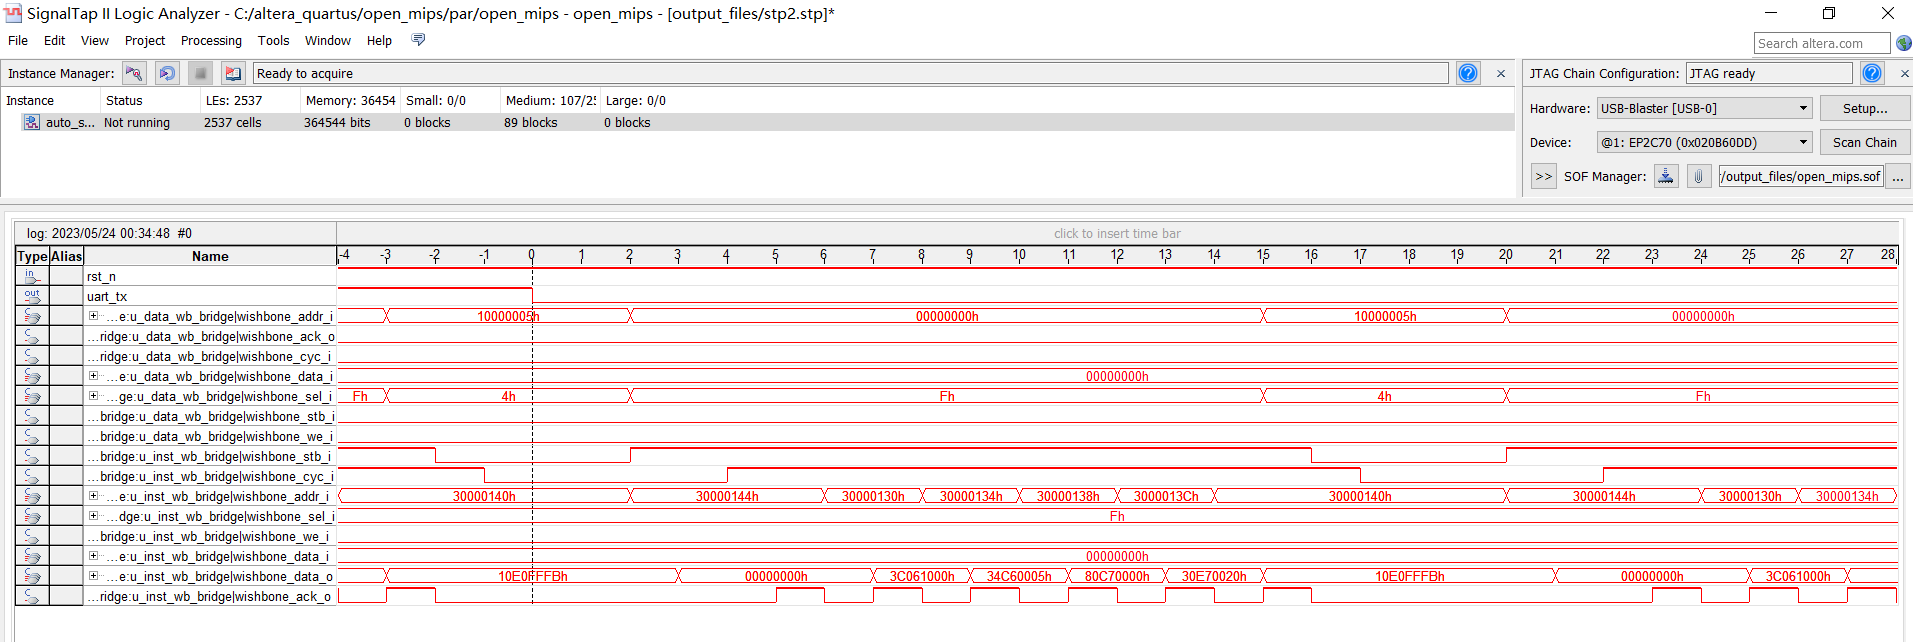 SignalTap II Logic Analyzer - C:/altera_quartus/open_mips/par/open_mips - open_mips - [output_files/stp2.stp]*
File Edit View Project Processing Tools Window Help
Search altera.com
Instance Manager: Ready to acquire
JTAG Chain Configuration: JTAG ready
Instance Status LEs: 2537 Memory: 36454 Small: 0/0 Medium: 107/25 Large: 0/0
auto_s... Not running 2537 cells 364544 bits 0 blocks 89 blocks 0 blocks
Hardware: USB-Blaster [USB-0] Setup...
Device: @1: EP2C70 (0x020B60DD) Scan Chain
>> SOF Manager: /output_files/open_mips.sof ...
log: 2023/05/24 00:34:48 #0 click to insert time bar
Type Alias Name -4 -3 -2 -1 0 1 2 3 4 5 6 7 8 9 10 11 12 13 14 15 16 17 18 19 20 21 22 23 24 25 26 27 28
in rst_n
out uart_tx
...e:u_data_wb_bridge|wishbone_addr_i 10000005h 00000000h 10000005h 00000000h
...ridge:u_data_wb_bridge|wishbone_ack_o
...ridge:u_data_wb_bridge|wishbone_cyc_i
...e:u_data_wb_bridge|wishbone_data_i 00000000h
...ge:u_data_wb_bridge|wishbone_sel_i Fh 4h Fh 4h Fh
...bridge:u_data_wb_bridge|wishbone_stb_i
...bridge:u_data_wb_bridge|wishbone_we_i
...bridge:u_inst_wb_bridge|wishbone_stb_i
...bridge:u_inst_wb_bridge|wishbone_cyc_i
...e:u_inst_wb_bridge|wishbone_addr_i 30000140h 30000144h 30000130h 30000134h 30000138h 3000013Ch 30000140h 30000144h 30000130h 30000134h
...dge:u_inst_wb_bridge|wishbone_sel_i Fh
...bridge:u_inst_wb_bridge|wishbone_we_i
...e:u_inst_wb_bridge|wishbone_data_i 00000000h
...e:u_inst_wb_bridge|wishbone_data_o 10E0FFFBh 00000000h 3C061000h 34C60005h 80C70000h 30E70020h 10E0FFFBh 00000000h 3C061000h
...ridge:u_inst_wb_bridge|wishbone_ack_o